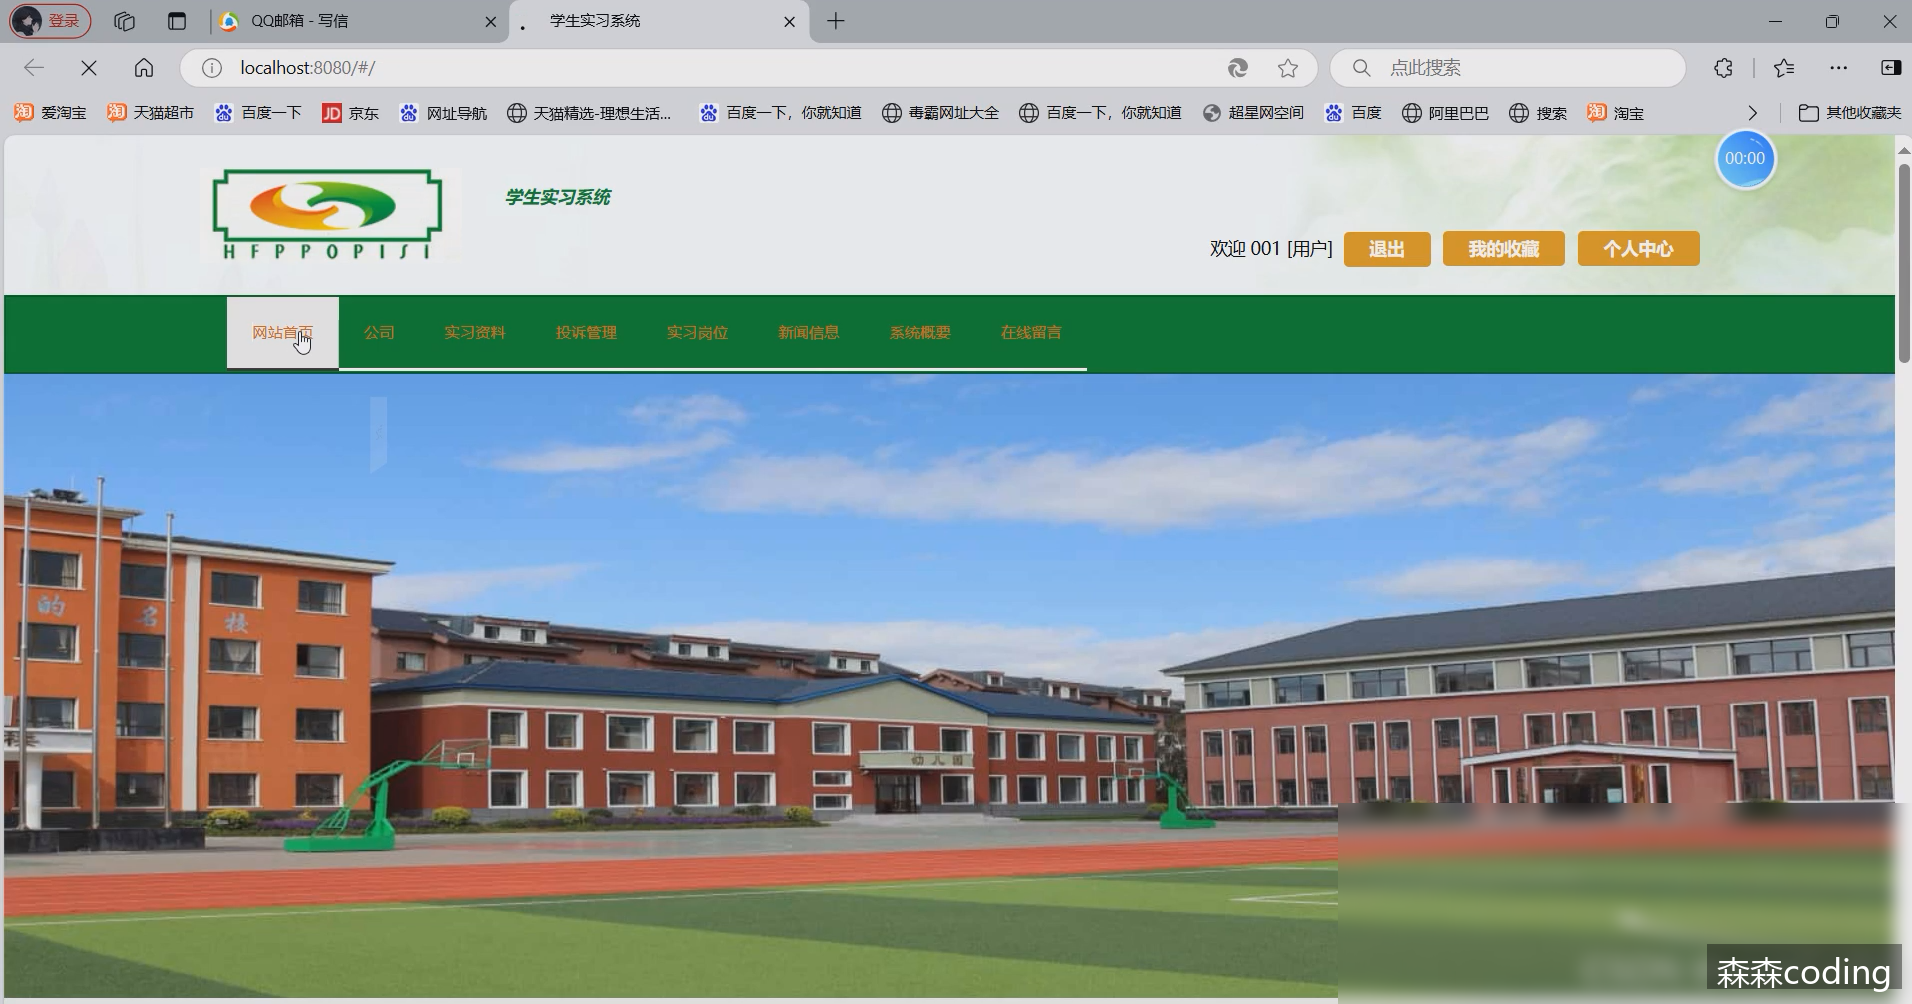 登录
QQ邮箱 - 写信
学生实习系统
localhost:8080/#/
点此搜索
爱淘宝
天猫超市
百度一下
JD 京东
网址导航
天猫精选-理想生活...
百度一下，你就知道
毒霸网址大全
百度一下，你就知道
超星网空间
百度
阿里巴巴
搜索
淘宝
其他收藏夹
00:00
HFPPOPISI
学生实习系统
欢迎 001 [用户]
退出
我的收藏
个人中心
网站首页
公司
实习资料
投诉管理
实习岗位
新闻信息
系统概要
在线留言
的名校
幼儿园
森森coding